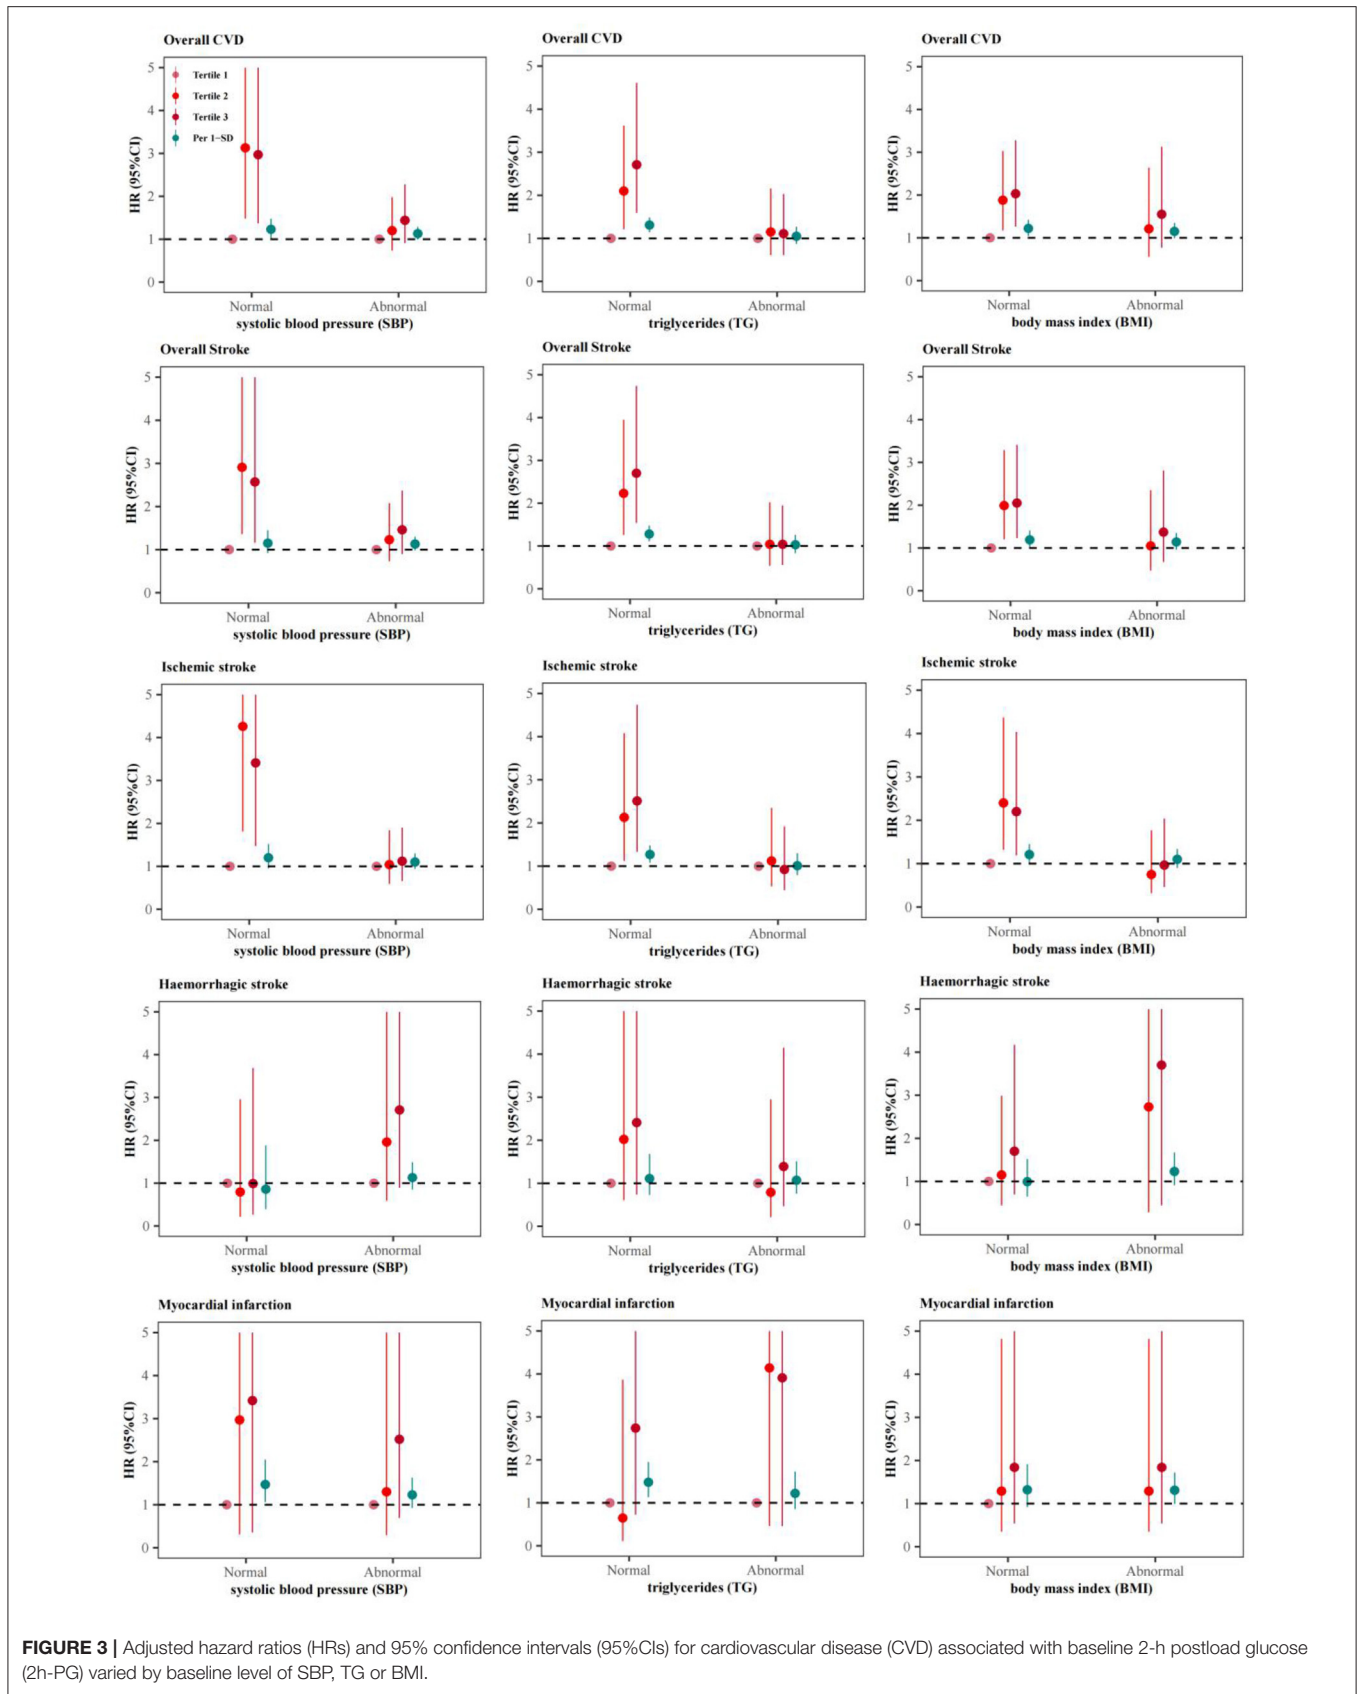 Overall CVD
Overall CVD
Overall CVD
HR (95%CI)
5
4
3
2
1
0
Tertile 1
Tertile 2
Tertile 3
Per 1−SD
Normal
Abnormal
systolic blood pressure (SBP)
HR (95%CI)
5
4
3
2
1
0
Normal
Abnormal
triglycerides (TG)
HR (95%CI)
5
4
3
2
1
0
Normal
Abnormal
body mass index (BMI)
Overall Stroke
Overall Stroke
Overall Stroke
HR (95%CI)
5
4
3
2
1
0
Normal
Abnormal
systolic blood pressure (SBP)
HR (95%CI)
5
4
3
2
1
0
Normal
Abnormal
triglycerides (TG)
HR (95%CI)
5
4
3
2
1
0
Normal
Abnormal
body mass index (BMI)
Ischemic stroke
Ischemic stroke
Ischemic stroke
HR (95%CI)
5
4
3
2
1
0
Normal
Abnormal
systolic blood pressure (SBP)
HR (95%CI)
5
4
3
2
1
0
Normal
Abnormal
triglycerides (TG)
HR (95%CI)
5
4
3
2
1
0
Normal
Abnormal
body mass index (BMI)
Haemorrhagic stroke
Haemorrhagic stroke
Haemorrhagic stroke
HR (95%CI)
5
4
3
2
1
0
Normal
Abnormal
systolic blood pressure (SBP)
HR (95%CI)
5
4
3
2
1
0
Normal
Abnormal
triglycerides (TG)
HR (95%CI)
5
4
3
2
1
0
Normal
Abnormal
body mass index (BMI)
Myocardial infarction
Myocardial infarction
Myocardial infarction
HR (95%CI)
5
4
3
2
1
0
Normal
Abnormal
systolic blood pressure (SBP)
HR (95%CI)
5
4
3
2
1
0
Normal
Abnormal
triglycerides (TG)
HR (95%CI)
5
4
3
2
1
0
Normal
Abnormal
body mass index (BMI)
FIGURE 3 | Adjusted hazard ratios (HRs) and 95% confidence intervals (95%CIs) for cardiovascular disease (CVD) associated with baseline 2-h postload glucose
(2h-PG) varied by baseline level of SBP, TG or BMI.